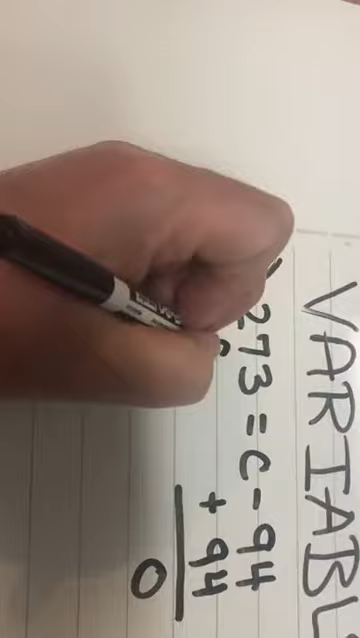 VARIABL
273 = C - 94
+ 94
0